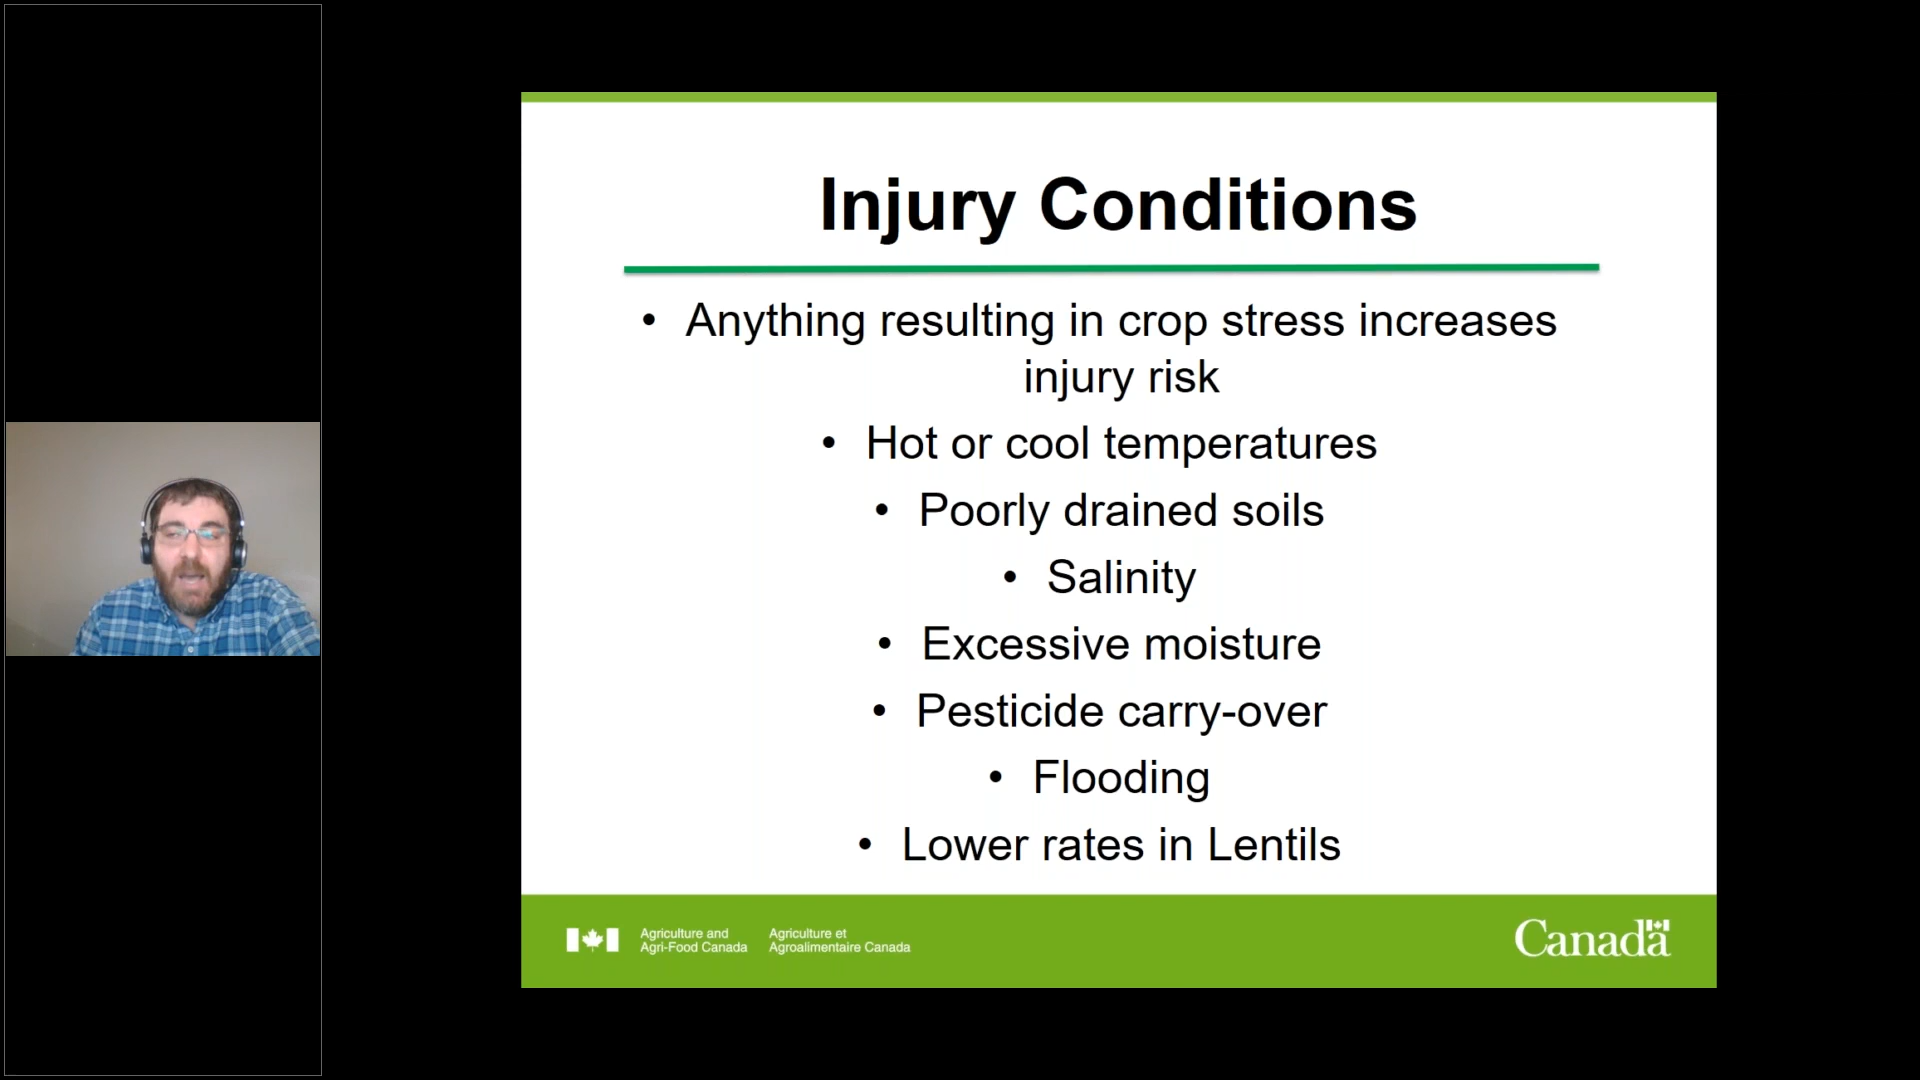 Injury Conditions
• Anything resulting in crop stress increases
injury risk
• Hot or cool temperatures
• Poorly drained soils
• Salinity
• Excessive moisture
• Pesticide carry-over
• Flooding
• Lower rates in Lentils
Agriculture and
Agri-Food Canada
Agriculture et
Agroalimentaire Canada
Canada